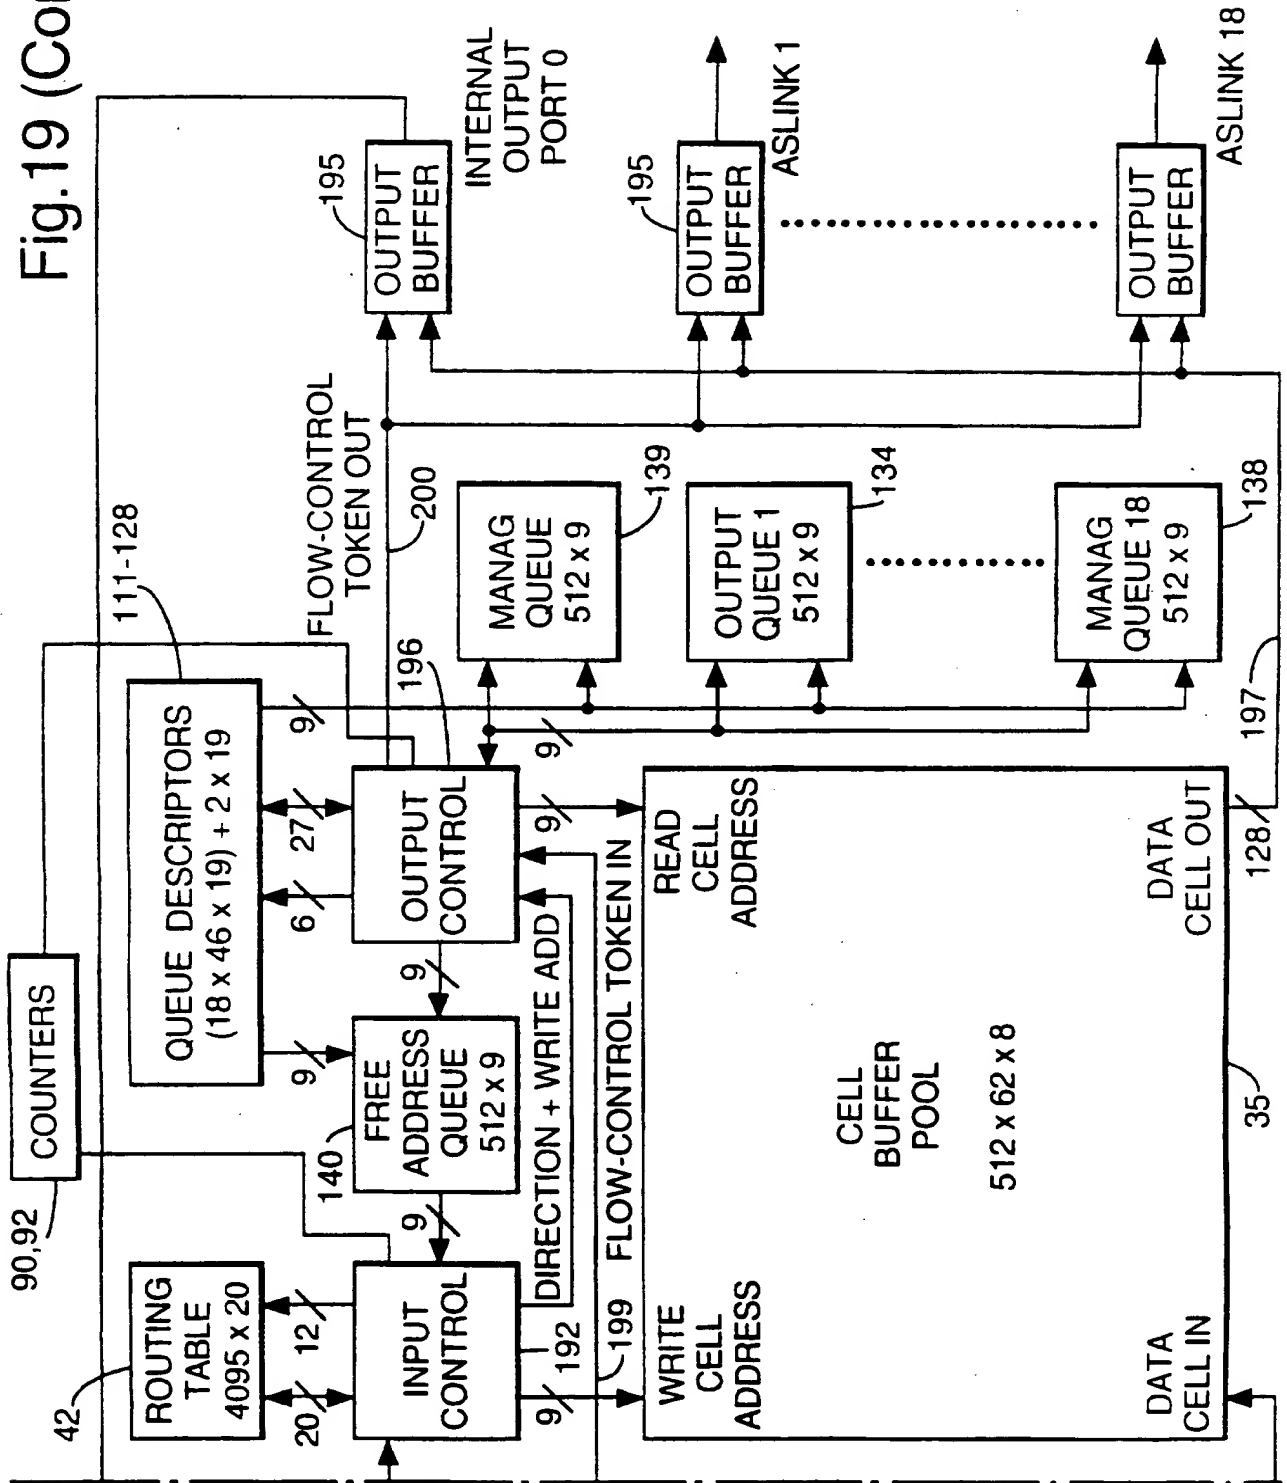 Fig.19 (Co
90,92
COUNTERS
111-128
42
ROUTING
TABLE
4095 x 20
QUEUE DESCRIPTORS
(18 x 46 x 19) + 2 x 19
20
12
9
6
27
9
INPUT
CONTROL
192
9
140
FREE
ADDRESS
QUEUE
512 x 9
9
OUTPUT
CONTROL
196
FLOW-CONTROL
TOKEN OUT
200
195
OUTPUT
BUFFER
INTERNAL
OUTPUT
PORT 0
9
DIRECTION + WRITE ADD
9
9
199
FLOW-CONTROL TOKEN IN
MANAG
QUEUE
512 x 9
139
OUTPUT
QUEUE 1
512 x 9
134
MANAG
QUEUE 18
512 x 9
138
195
OUTPUT
BUFFER
ASLINK 1
OUTPUT
BUFFER
ASLINK 18
WRITE
CELL
ADDRESS
READ
CELL
ADDRESS
CELL
BUFFER
POOL
512 x 62 x 8
DATA
CELL IN
DATA
CELL OUT
35
128
197